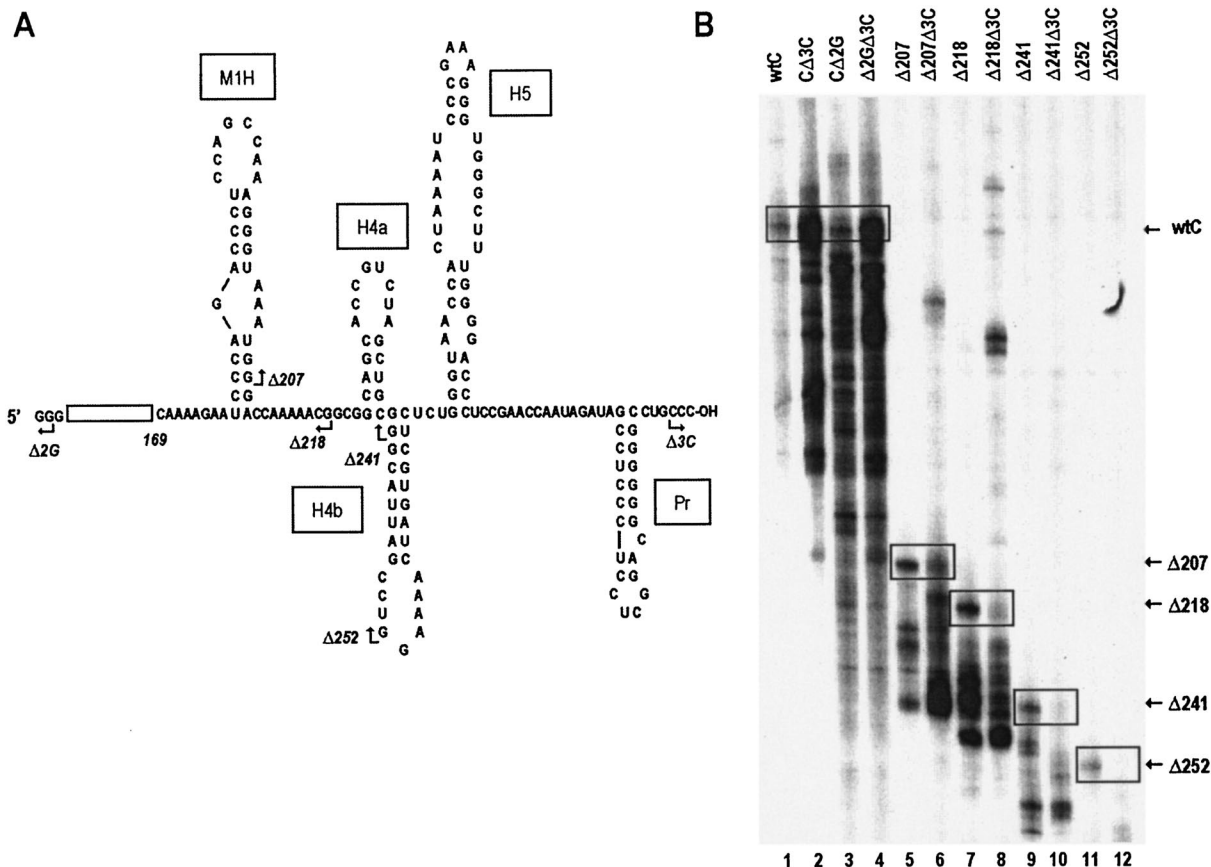 A
M1H
G C
A C
C A
C A
U A
C G
C G
C G
A U
A
G A
A
A U
C G
C G
C G
Δ207
H4a
G U
C C
C U
A A
C G
G C
A U
C G
H5
A A
G A
C G
C G
C G
U U
A G
A G
A G
A C
U U
C U
5' GGG CAAAAGAAUACCAAAAACGGCGGCGCUCUGCUCCGAACCAAUAGAUAGCCUGCCC-OH
Δ2G
169
Δ218
Δ241
Δ3C
H4b
G U
G C
C G
A U
U G
U A
A U
G C
C A
C A
U A
G A
G
Δ252
Pr
C G
C G
U G
C G
C G
C
U A
C G
C G
U C
B
wtC
CΔ3C
CΔ2G
Δ2GΔ3C
Δ207
Δ207Δ3C
Δ218
Δ218Δ3C
Δ241
Δ241Δ3C
Δ252
Δ252Δ3C
← wtC
← Δ207
← Δ218
← Δ241
← Δ252
1 2 3 4 5 6 7 8 9 10 11 12